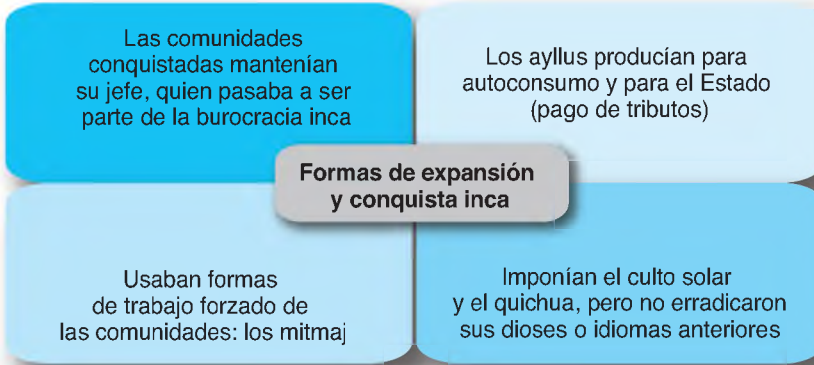 Las comunidades
conquistadas mantenían
su jefe, quien pasaba a ser
parte de la burocracia inca
Los ayllus producían para
autoconsumo y para el Estado
(pago de tributos)
Formas de expansión
y conquista inca
Usaban formas
de trabajo forzado de
las comunidades: los mitmaj
Imponían el culto solar
y el quichua, pero no erradicaron
sus dioses o idiomas anteriores